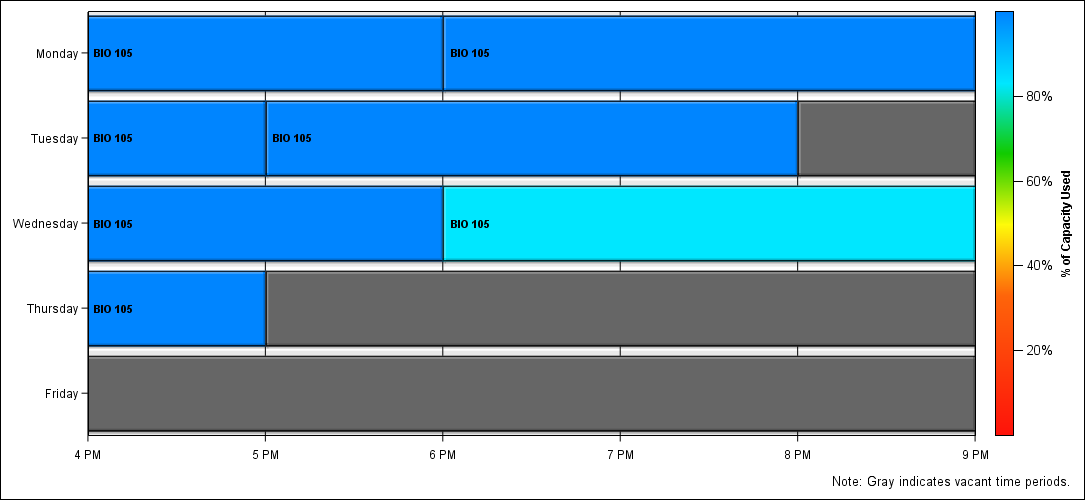 Monday
BIO 105
BIO 105
Tuesday
BIO 105
BIO 105
Wednesday
BIO 105
BIO 105
Thursday
BIO 105
Friday
4 PM
5 PM
6 PM
7 PM
8 PM
9 PM
80%
60%
40%
20%
% of Capacity Used
Note: Gray indicates vacant time periods.